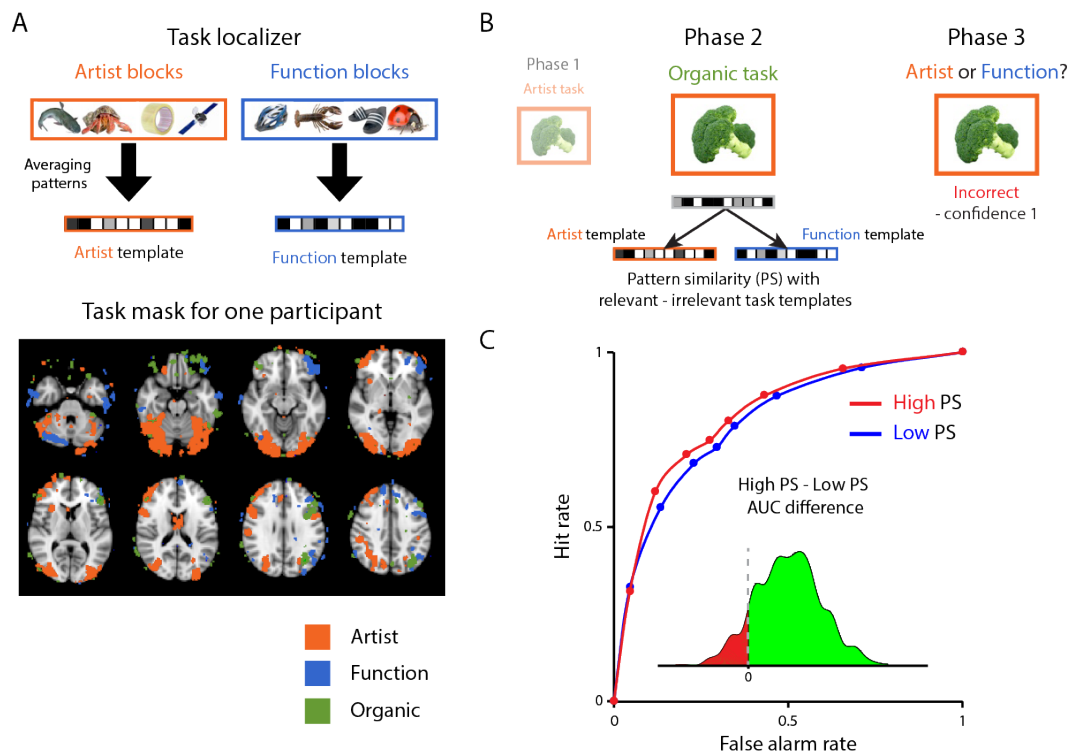 A
Task localizer
Artist blocks
Function blocks
Averaging
patterns
Artist template
Function template
Task mask for one participant
Artist
Function
Organic
B
Phase 1
Artist task
Phase 2
Organic task
Phase 3
Artist or Function?
Incorrect
- confidence 1
Artist template
Function template
Pattern similarity (PS) with
relevant - irrelevant task templates
C
1
High PS
Low PS
High PS - Low PS
AUC difference
Hit rate
0.5
0
0
0
0.5
1
False alarm rate